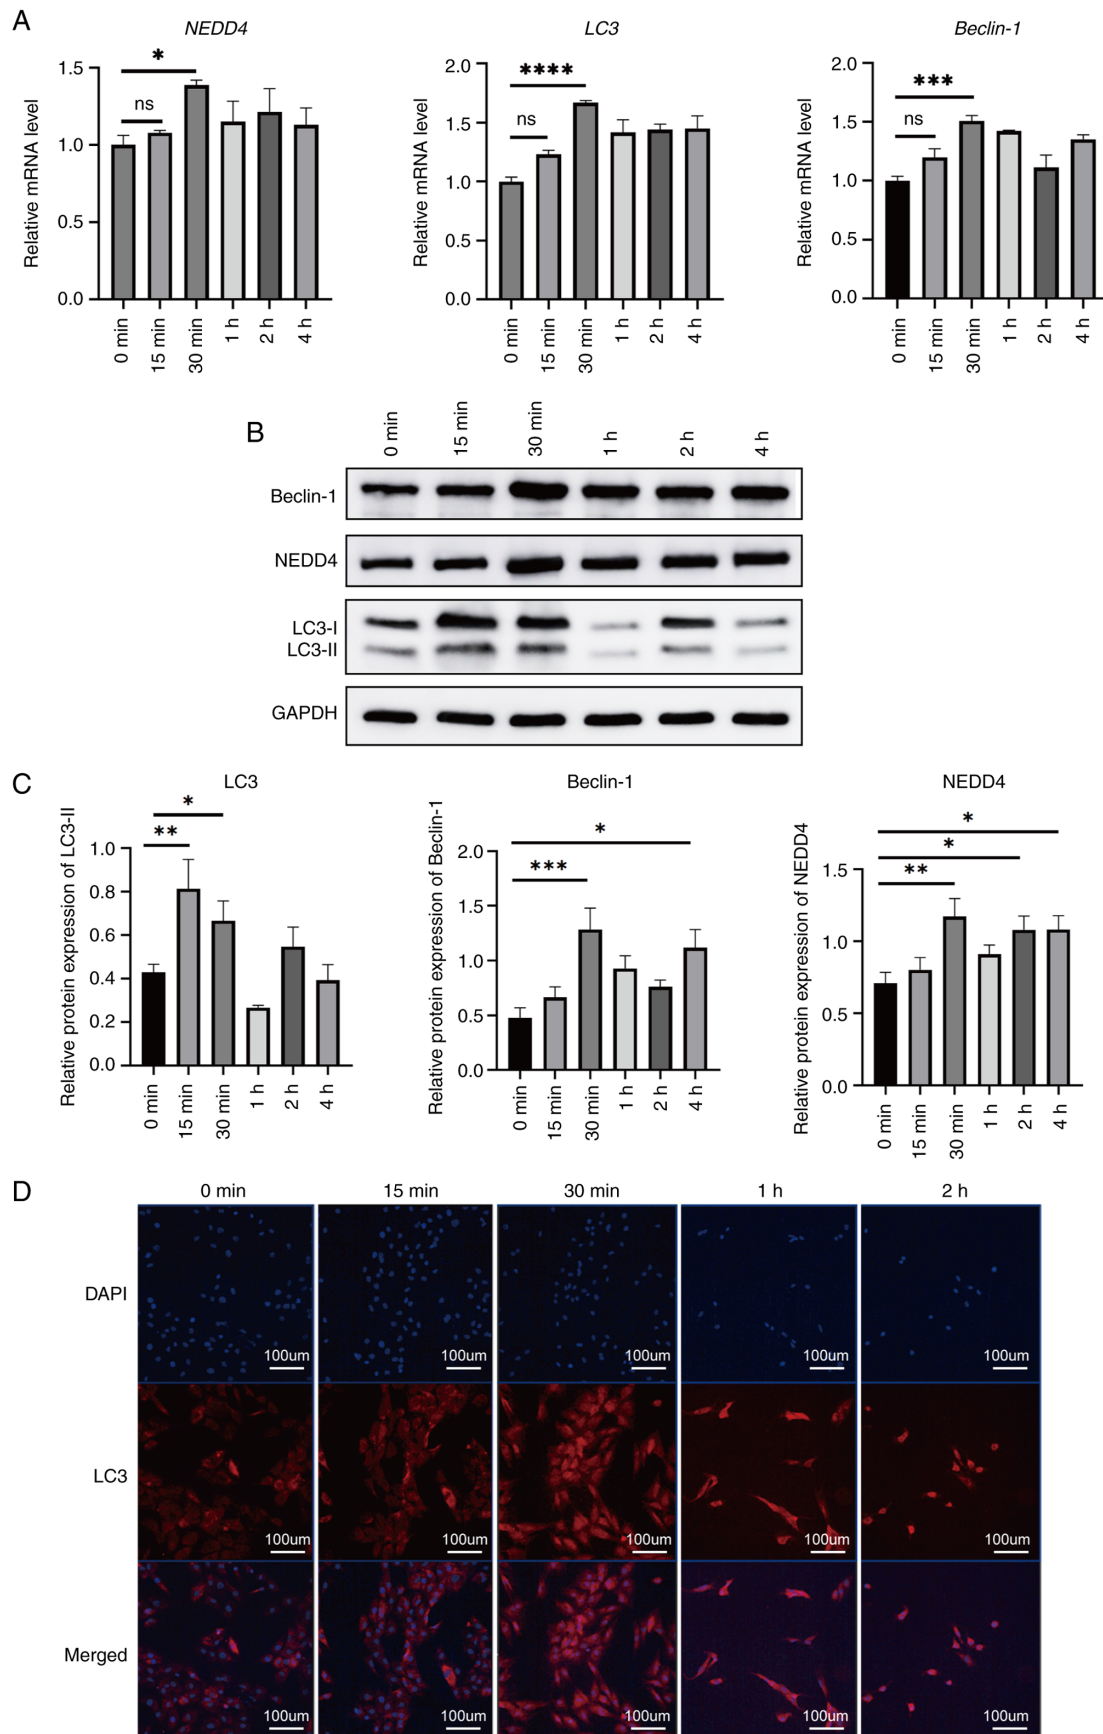 A
NEDD4
LC3
Beclin-1
Relative mRNA level
1.5
1.0
0.5
0.0
*
ns
0 min
15 min
30 min
1 h
2 h
4 h
Relative mRNA level
2.0
1.5
1.0
0.5
0.0
****
ns
0 min
15 min
30 min
1 h
2 h
4 h
Relative mRNA level
2.0
1.5
1.0
0.5
0.0
***
ns
0 min
15 min
30 min
1 h
2 h
4 h
B
0 min
15 min
30 min
1 h
2 h
4 h
Beclin-1
NEDD4
LC3-I
LC3-II
GAPDH
C
LC3
Beclin-1
NEDD4
Relative protein expression of LC3-II
1.0
0.8
0.6
0.4
0.2
0.0
*
**
0 min
15 min
30 min
1 h
2 h
4 h
Relative protein expression of Beclin-1
2.0
1.5
1.0
0.5
0.0
*
***
0 min
15 min
30 min
1 h
2 h
4 h
Relative protein expression of NEDD4
1.5
1.0
0.5
0.0
*
*
**
0 min
15 min
30 min
1 h
2 h
4 h
D
0 min
15 min
30 min
1 h
2 h
DAPI
100um
100um
100um
100um
100um
LC3
100um
100um
100um
100um
100um
Merged
100um
100um
100um
100um
100um